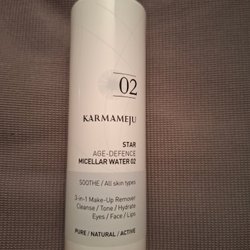 02
KARMAMEJU
STAR
AGE-DEFENCE
MICELLAR WATER 02
SOOTHE / All skin types
3-in-1 Make-Up Remover
Cleanse / Tone / Hydrate
Eyes / Face / Lips
PURE / NATURAL / ACTIVE